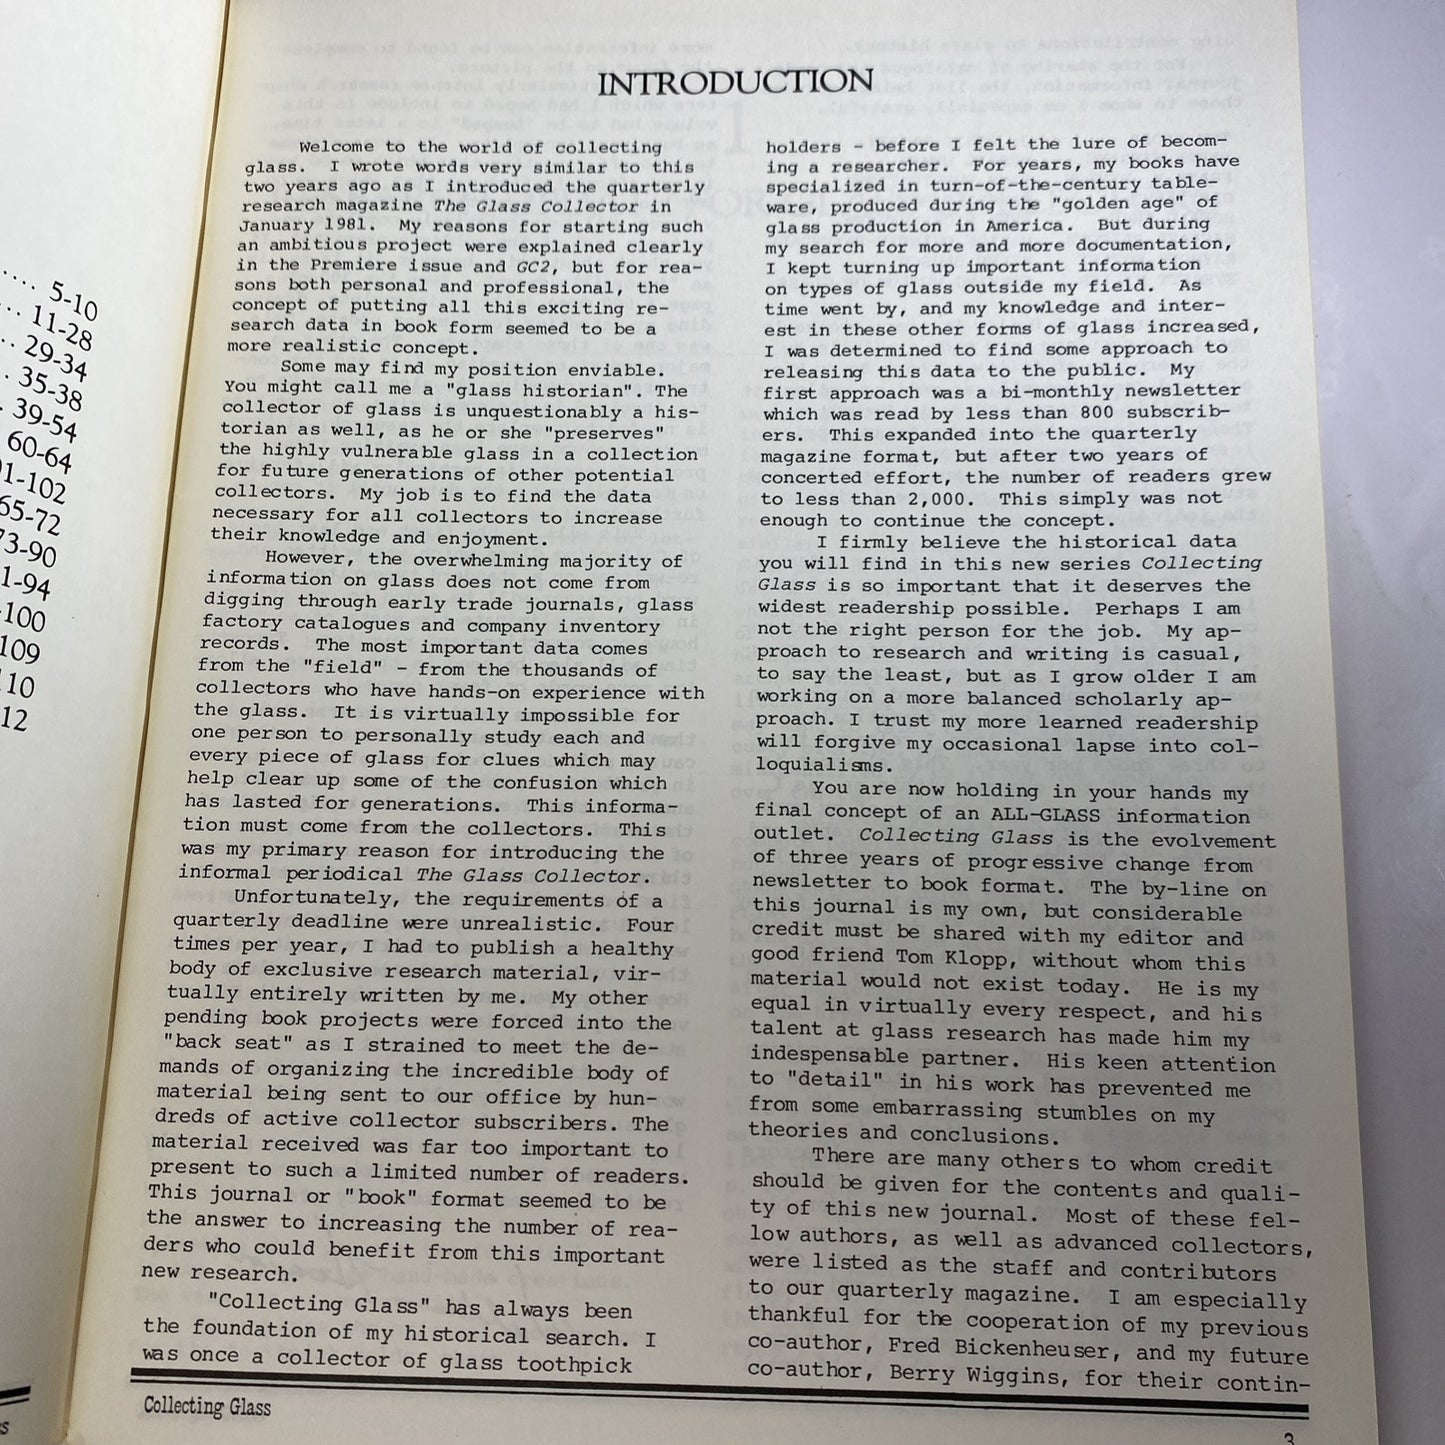 5-10
11-28
29-34
35-38
39-54
60-64
1-102
65-72
73-90
1-94
-100
109
110
12
INTRODUCTION
Welcome to the world of collecting
glass. I wrote words very similar to this
two years ago as I introduced the quarterly
research magazine The Glass Collector in
January 1981. My reasons for starting such
an ambitious project were explained clearly
in the Premiere issue and GC2, but for rea-
sons both personal and professional, the
concept of putting all this exciting re-
search data in book form seemed to be a
more realistic concept.
Some may find my position enviable.
You might call me a "glass historian". The
collector of glass is unquestionably a his-
torian as well, as he or she "preserves"
the highly vulnerable glass in a collection
for future generations of other potential
collectors. My job is to find the data
necessary for all collectors to increase
their knowledge and enjoyment.
However, the overwhelming majority of
information on glass does not come from
digging through early trade journals, glass
factory catalogues and company inventory
records. The most important data comes
from the "field" - from the thousands of
collectors who have hands-on experience with
the glass. It is virtually impossible for
one person to personally study each and
every piece of glass for clues which may
help clear up some of the confusion which
has lasted for generations. This informa-
tion must come from the collectors. This
was my primary reason for introducing the
informal periodical The Glass Collector.
Unfortunately, the requirements of a
quarterly deadline were unrealistic. Four
times per year, I had to publish a healthy
body of exclusive research material, vir-
tually entirely written by me. My other
pending book projects were forced into the
"back seat" as I strained to meet the de-
mands of organizing the incredible body of
material being sent to our office by hun-
dreds of active collector subscribers. The
material received was far too important to
present to such a limited number of readers.
This journal or "book" format seemed to be
the answer to increasing the number of rea-
ders who could benefit from this important
new research.
"Collecting Glass" has always been
the foundation of my historical search. I
was once a collector of glass toothpick
holders - before I felt the lure of becom-
ing a researcher. For years, my books have
specialized in turn-of-the-century table-
ware, produced during the "golden age" of
glass production in America. But during
my search for more and more documentation,
I kept turning up important information
on types of glass outside my field. As
time went by, and my knowledge and inter-
est in these other forms of glass increased,
I was determined to find some approach to
releasing this data to the public. My
first approach was a bi-monthly newsletter
which was read by less than 800 subscrib-
ers. This expanded into the quarterly
magazine format, but after two years of
concerted effort, the number of readers grew
to less than 2,000. This simply was not
enough to continue the concept.
I firmly believe the historical data
you will find in this new series Collecting
Glass is so important that it deserves the
widest readership possible. Perhaps I am
not the right person for the job. My ap-
proach to research and writing is casual,
to say the least, but as I grow older I am
working on a more balanced scholarly ap-
proach. I trust my more learned readership
will forgive my occasional lapse into col-
loquialisms.
You are now holding in your hands my
final concept of an ALL-GLASS information
outlet. Collecting Glass is the evolvement
of three years of progressive change from
newsletter to book format. The by-line on
this journal is my own, but considerable
credit must be shared with my editor and
good friend Tom Klopp, without whom this
material would not exist today. He is my
equal in virtually every respect, and his
talent at glass research has made him my
indespensable partner. His keen attention
to "detail" in his work has prevented me
from some embarrassing stumbles on my
theories and conclusions.
There are many others to whom credit
should be given for the contents and quali-
ty of this new journal. Most of these fel-
low authors, as well as advanced collectors,
were listed as the staff and contributors
to our quarterly magazine. I am especially
thankful for the cooperation of my previous
co-author, Fred Bickenheuser, and my future
co-author, Berry Wiggins, for their contin-
Collecting Glass
3